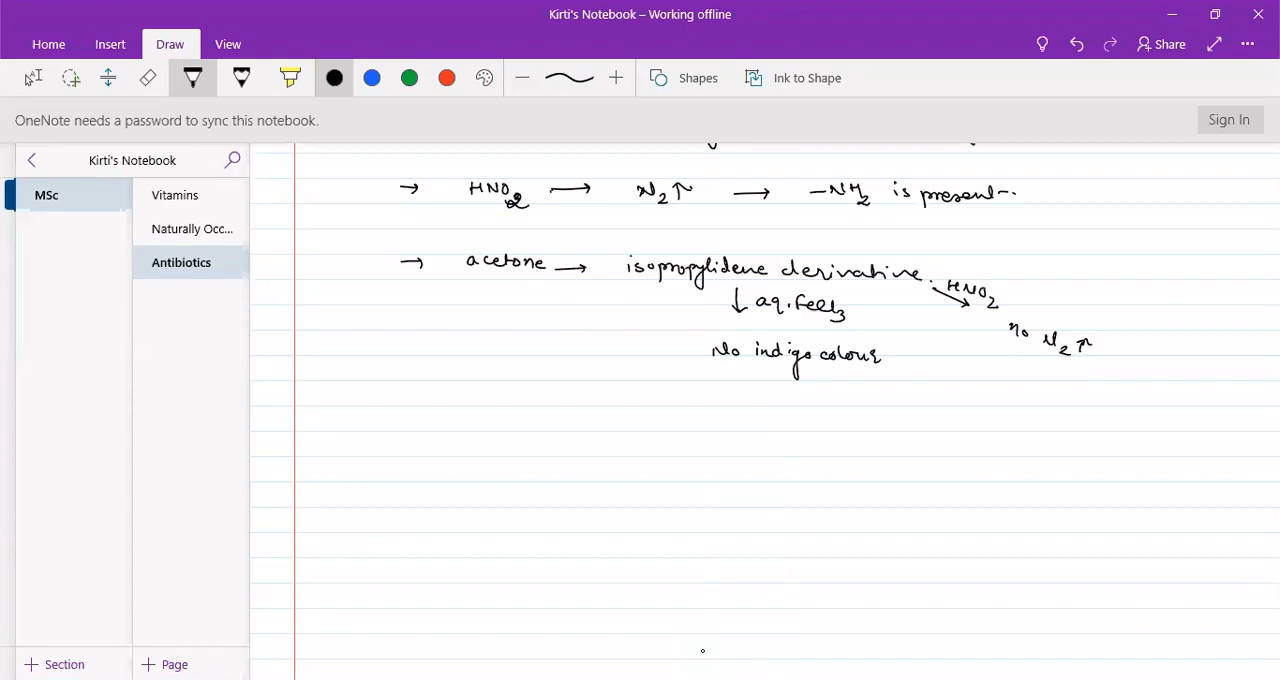 Kirti's Notebook – Working offline
Home Insert Draw View
Share
Shapes Ink to Shape
OneNote needs a password to sync this notebook.
Sign In
Kirti's Notebook
MSc
Vitamins
Naturally Occ...
Antibiotics
→ HNO2 → N2↑ → –NH2 is present.
→ acetone → isopropylidene derivative. HNO2
↓ aq. FeCl3
no N2↑
No indigo colour
+ Section
+ Page